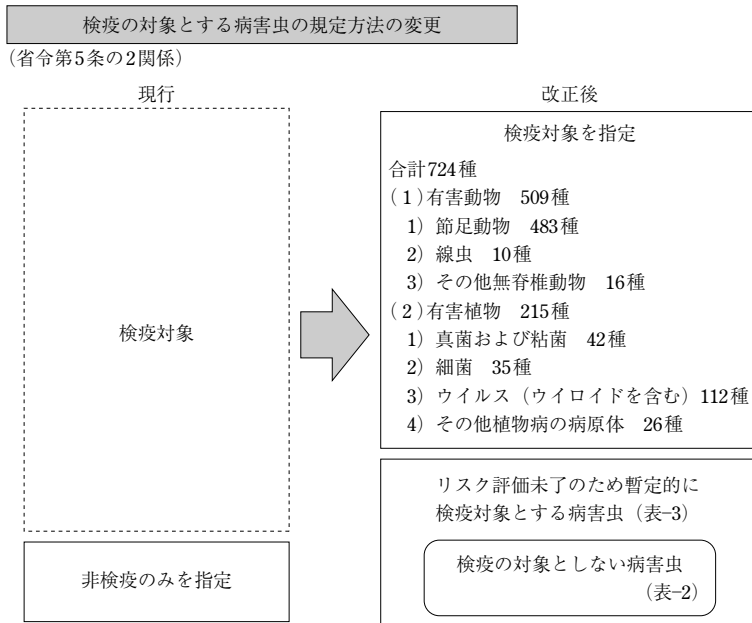 検疫の対象とする病害虫の規定方法の変更
（省令第5条の2関係）
現行
検疫対象
非検疫のみを指定
改正後
検疫対象を指定
合計724種
（1）有害動物　509種
1）節足動物　483種
2）線虫　10種
3）その他無脊椎動物　16種
（2）有害植物　215種
1）真菌および粘菌　42種
2）細菌　35種
3）ウイルス（ウイロイドを含む）112種
4）その他植物病の病原体　26種
リスク評価未了のため暫定的に
検疫対象とする病害虫（表–3）
検疫の対象としない病害虫
（表–2）